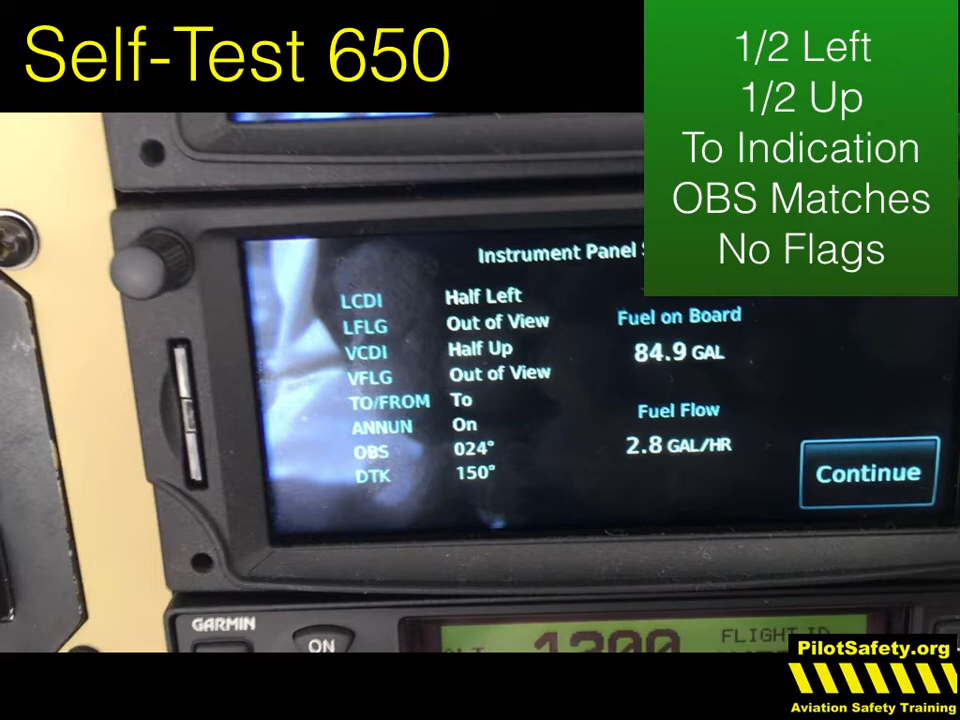 Self-Test 650
1/2 Left
1/2 Up
To Indication
OBS Matches
No Flags
Instrument Panel
LCDI Half Left
LFLG Out of View
VCDI Half Up
VFLG Out of View
TO/FROM To
ANNUN On
OBS 024°
DTK 150°
Fuel on Board
84.9 GAL
Fuel Flow
2.8 GAL/HR
Continue
GARMIN
ON
ALT 1200 FLIGHT ID
PilotSafety.org
Aviation Safety Training